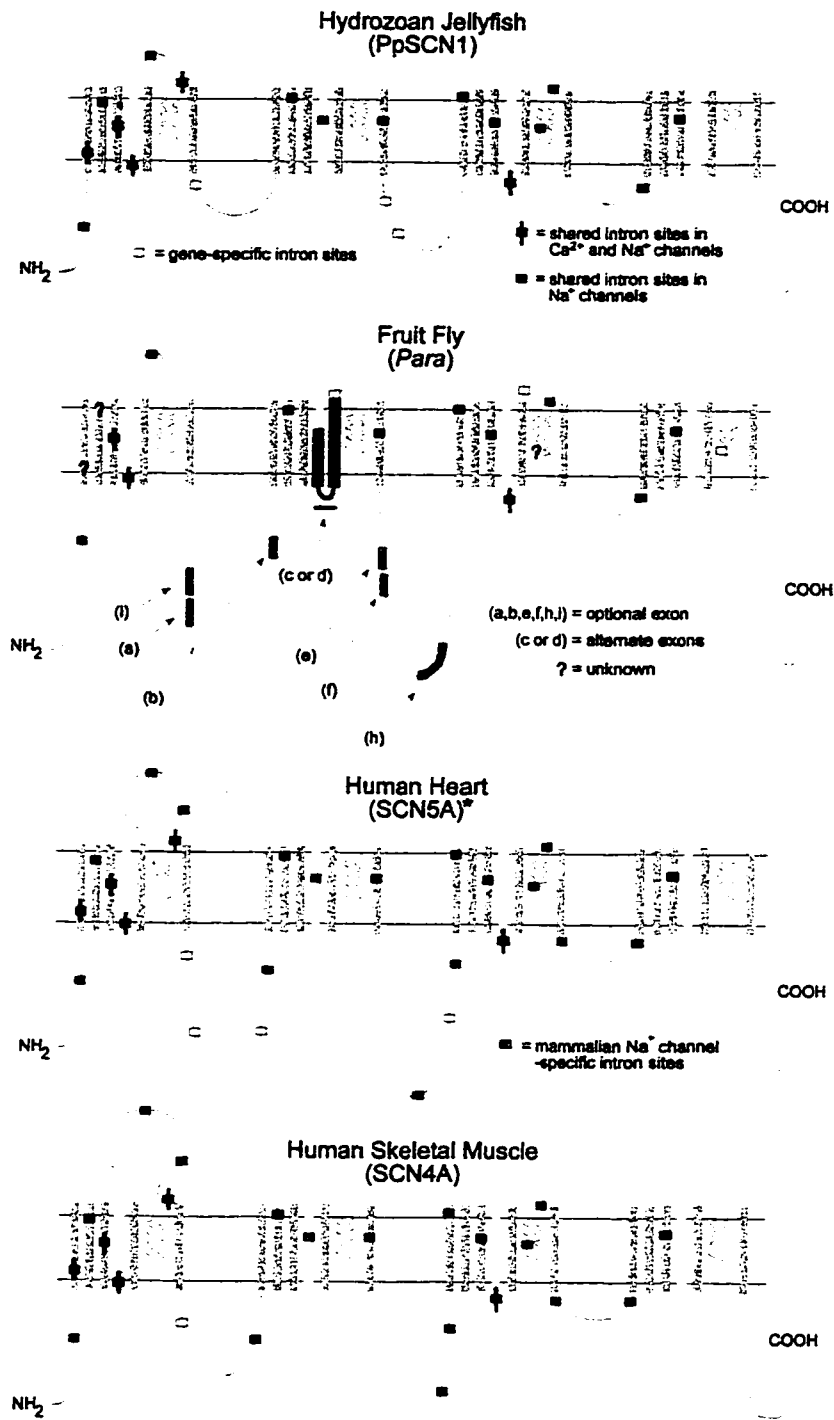 Hydrozoan Jellyfish
(PpSCN1)
COOH
NH2
= gene-specific intron sites
= shared intron sites in
Ca2+ and Na+ channels
= shared intron sites in
Na+ channels
Fruit Fly
(Para)
?
?
?
(c or d)
COOH
(i)
(a)
(b)
NH2
(e)
(f)
(h)
(a,b,e,f,h,i) = optional exon
(c or d) = alternate exons
? = unknown
Human Heart
(SCN5A)*
COOH
NH2
= mammalian Na+ channel
-specific intron sites
Human Skeletal Muscle
(SCN4A)
COOH
NH2